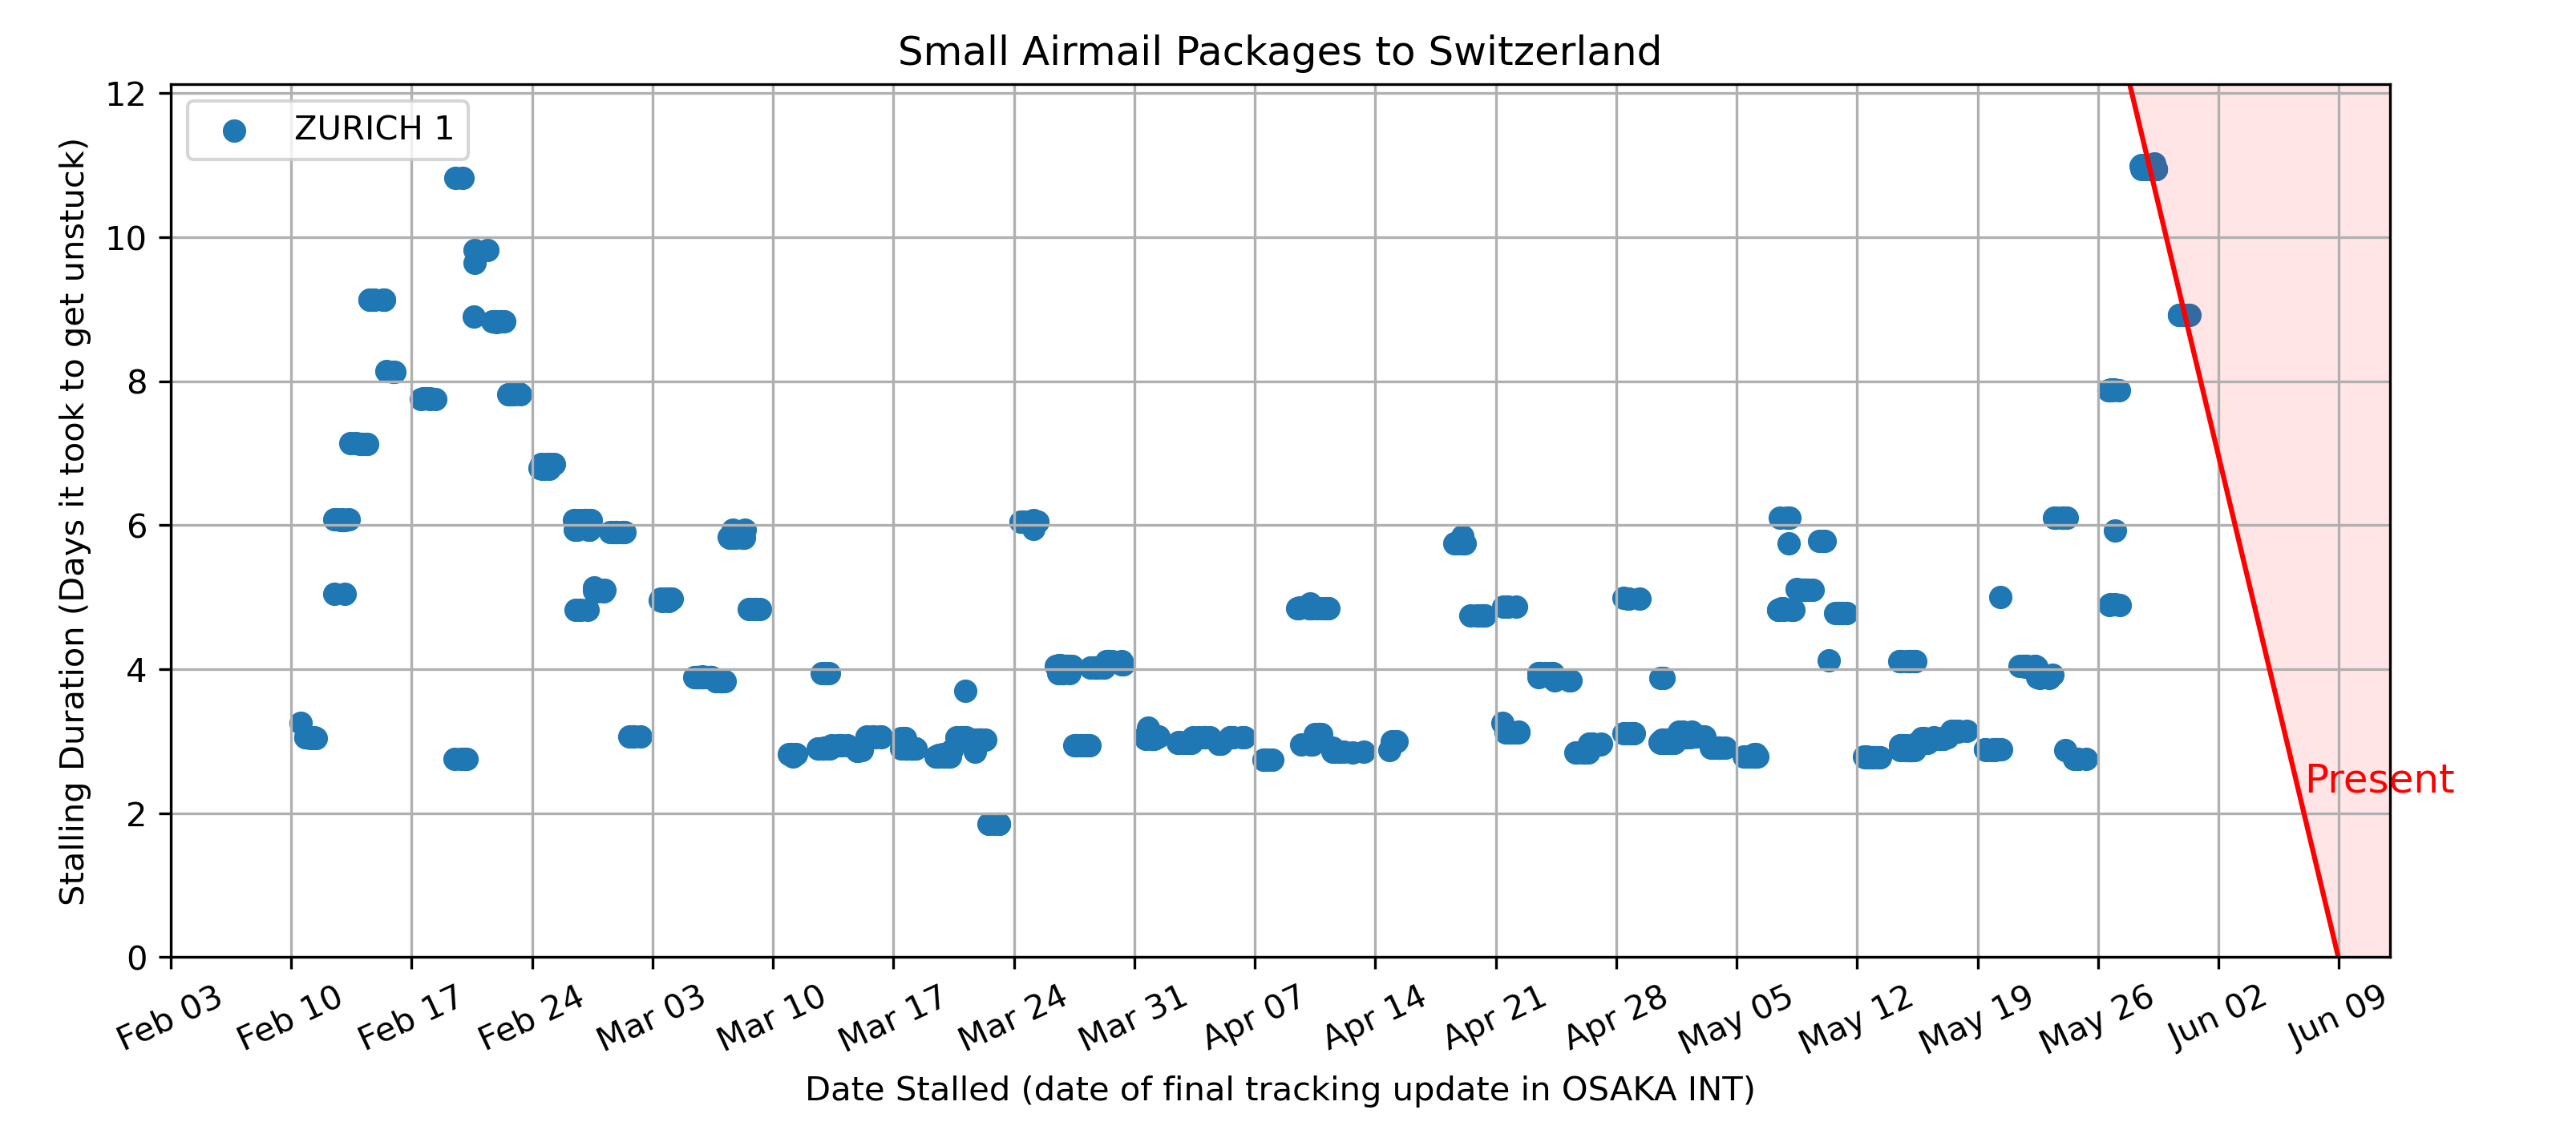 Small Airmail Packages to Switzerland
Stalling Duration (Days it took to get unstuck)
12
10
8
6
4
2
0
ZURICH 1
Present
Feb 03
Feb 10
Feb 17
Feb 24
Mar 03
Mar 10
Mar 17
Mar 24
Mar 31
Apr 07
Apr 14
Apr 21
Apr 28
May 05
May 12
May 19
May 26
Jun 02
Jun 09
Date Stalled (date of final tracking update in OSAKA INT)